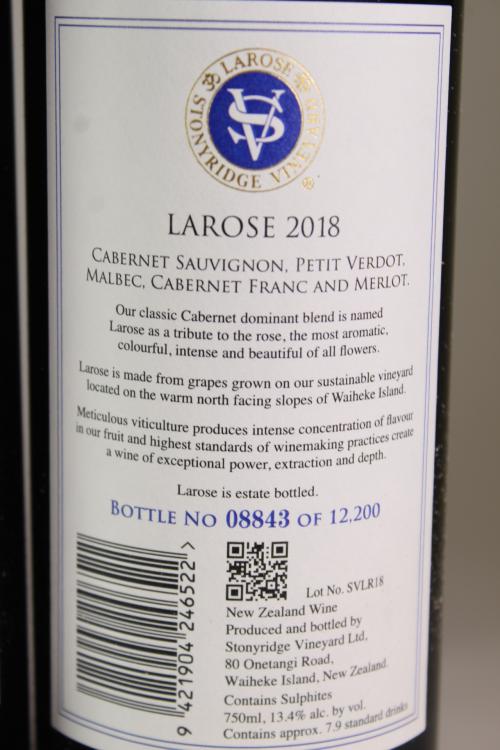 LAROSE
STONYRIDGE VINEYARD
SV
LAROSE 2018
CABERNET SAUVIGNON, PETIT VERDOT,
MALBEC, CABERNET FRANC AND MERLOT.
Our classic Cabernet dominant blend is named
Larose as a tribute to the rose, the most aromatic,
colourful, intense and beautiful of all flowers.
Larose is made from grapes grown on our sustainable vineyard
located on the warm north facing slopes of Waiheke Island.
Meticulous viticulture produces intense concentration of flavour
in our fruit and highest standards of winemaking practices create
a wine of exceptional power, extraction and depth.
Larose is estate bottled.
BOTTLE NO 08843 OF 12,200
Lot No. SVLR18
New Zealand Wine
Produced and bottled by
Stonyridge Vineyard Ltd,
80 Onetangi Road,
Waiheke Island, New Zealand.
Contains Sulphites
750ml, 13.4% alc. by vol.
Contains approx. 7.9 standard drinks
9 421904 246522 >